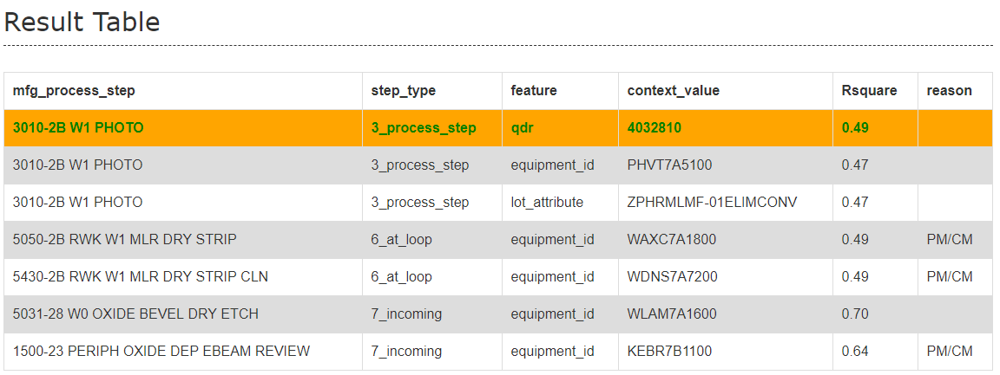 Result Table
mfg_process_step step_type feature context_value Rsquare reason
3010-2B W1 PHOTO 3_process_step qdr 4032810 0.49
3010-2B W1 PHOTO 3_process_step equipment_id PHVT7A5100 0.47
3010-2B W1 PHOTO 3_process_step lot_attribute ZPHRMLMF-01ELIMCONV 0.47
5050-2B RWK W1 MLR DRY STRIP 6_at_loop equipment_id WAXC7A1800 0.49 PM/CM
5430-2B RWK W1 MLR DRY STRIP CLN 6_at_loop equipment_id WDNS7A7200 0.49 PM/CM
5031-28 W0 OXIDE BEVEL DRY ETCH 7_incoming equipment_id WLAM7A1600 0.70
1500-23 PERIPH OXIDE DEP EBEAM REVIEW 7_incoming equipment_id KEBR7B1100 0.64 PM/CM